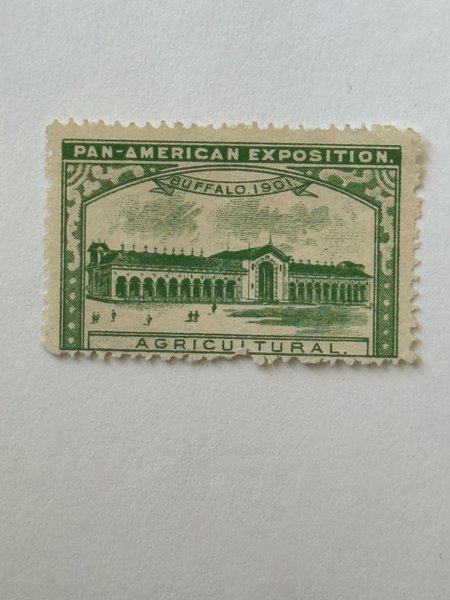 PAN-AMERICAN EXPOSITION.
BUFFALO. 1901.
AGRICULTURAL.